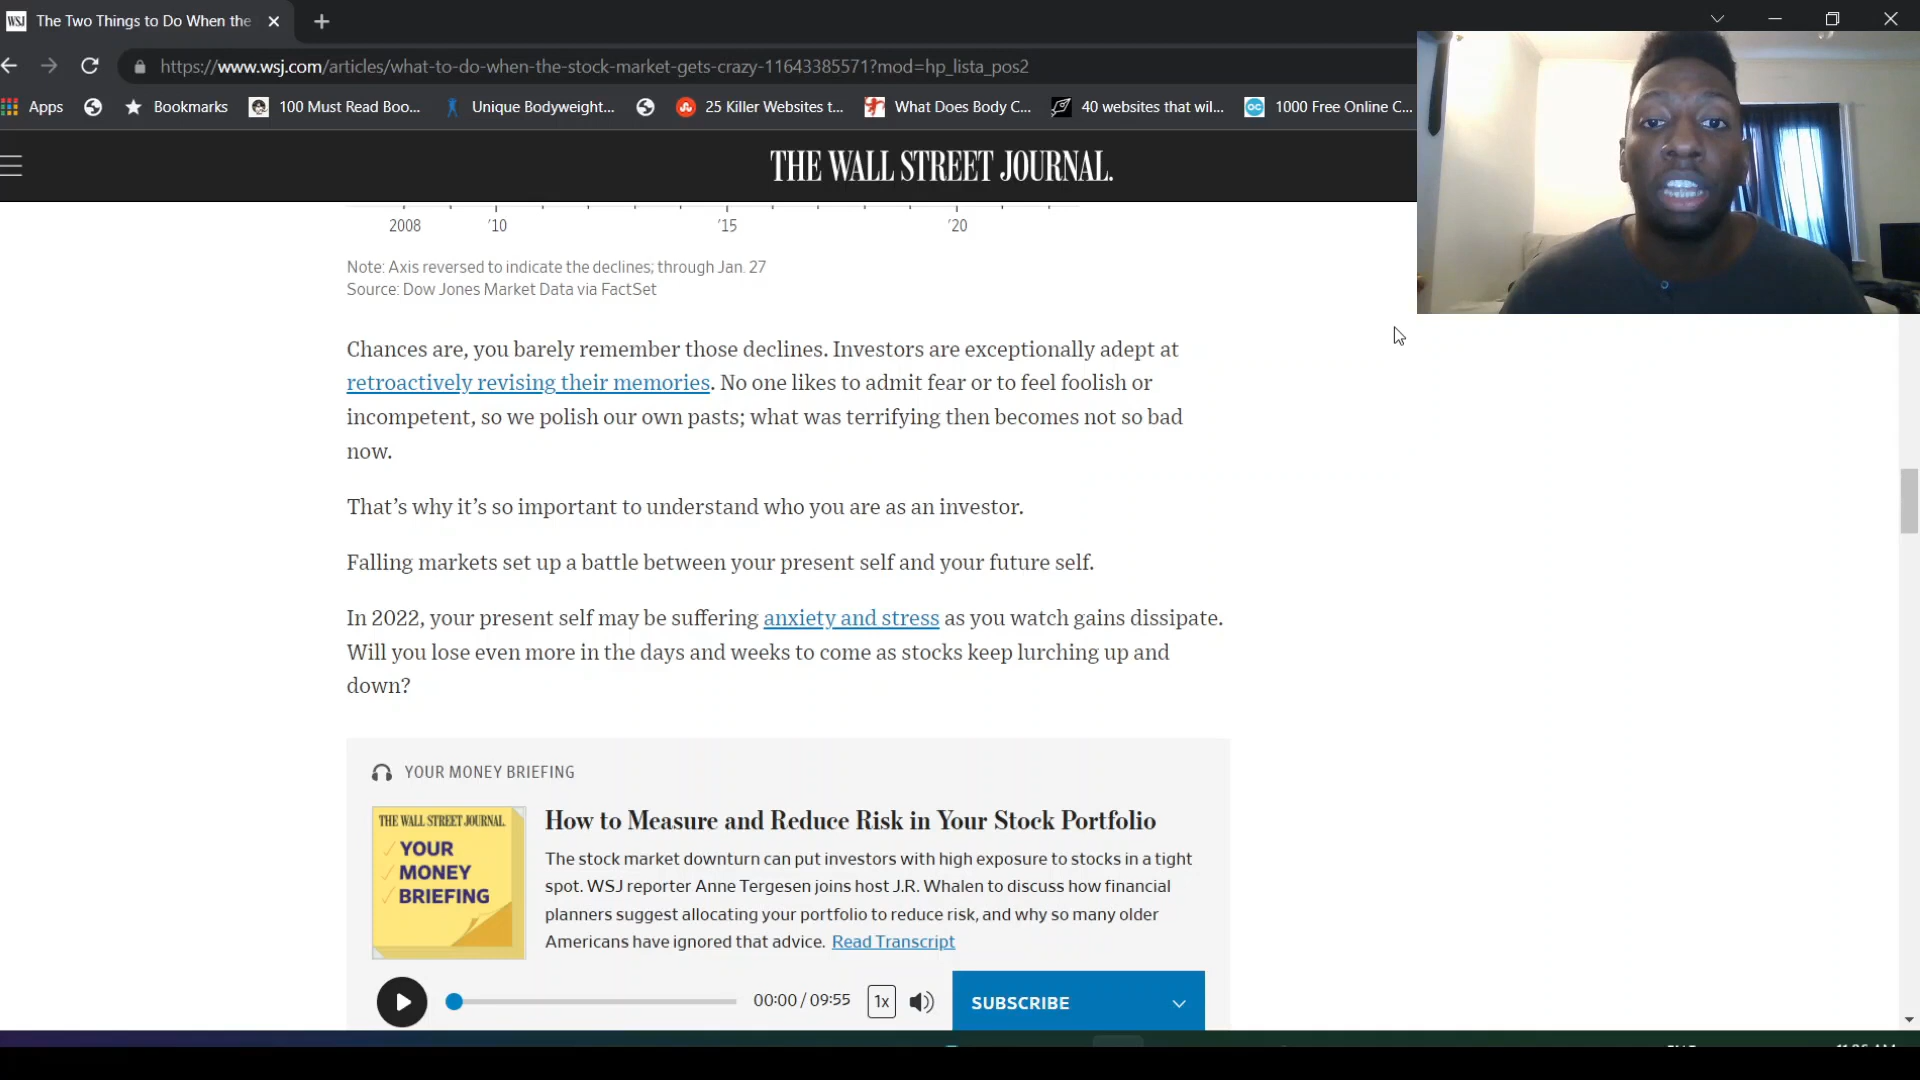 WSJ The Two Things to Do When the
https://www.wsj.com/articles/what-to-do-when-the-stock-market-gets-crazy-11643385571?mod=hp_lista_pos2
Apps Bookmarks 100 Must Read Boo... Unique Bodyweight... 25 Killer Websites t... What Does Body C... 40 websites that wil... OC 1000 Free Online C...
THE WALL STREET JOURNAL.
2008 '10 '15 '20
Note: Axis reversed to indicate the declines; through Jan. 27
Source: Dow Jones Market Data via FactSet
Chances are, you barely remember those declines. Investors are exceptionally adept at
retroactively revising their memories. No one likes to admit fear or to feel foolish or
incompetent, so we polish our own pasts; what was terrifying then becomes not so bad
now.
That’s why it’s so important to understand who you are as an investor.
Falling markets set up a battle between your present self and your future self.
In 2022, your present self may be suffering anxiety and stress as you watch gains dissipate.
Will you lose even more in the days and weeks to come as stocks keep lurching up and
down?
YOUR MONEY BRIEFING
THE WALL STREET JOURNAL.
YOUR
MONEY
BRIEFING
How to Measure and Reduce Risk in Your Stock Portfolio
The stock market downturn can put investors with high exposure to stocks in a tight
spot. WSJ reporter Anne Tergesen joins host J.R. Whalen to discuss how financial
planners suggest allocating your portfolio to reduce risk, and why so many older
Americans have ignored that advice. Read Transcript
00:00 / 09:55 1x SUBSCRIBE